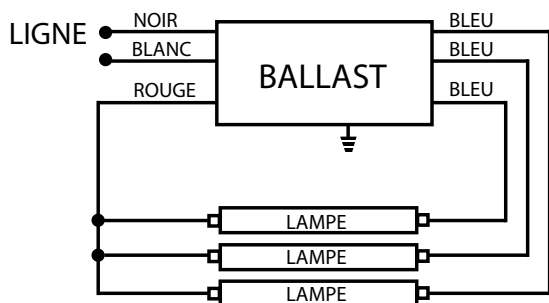 LIGNE
NOIR
BLANC
ROUGE
BALLAST
BLEU
BLEU
BLEU
LAMPE
LAMPE
LAMPE